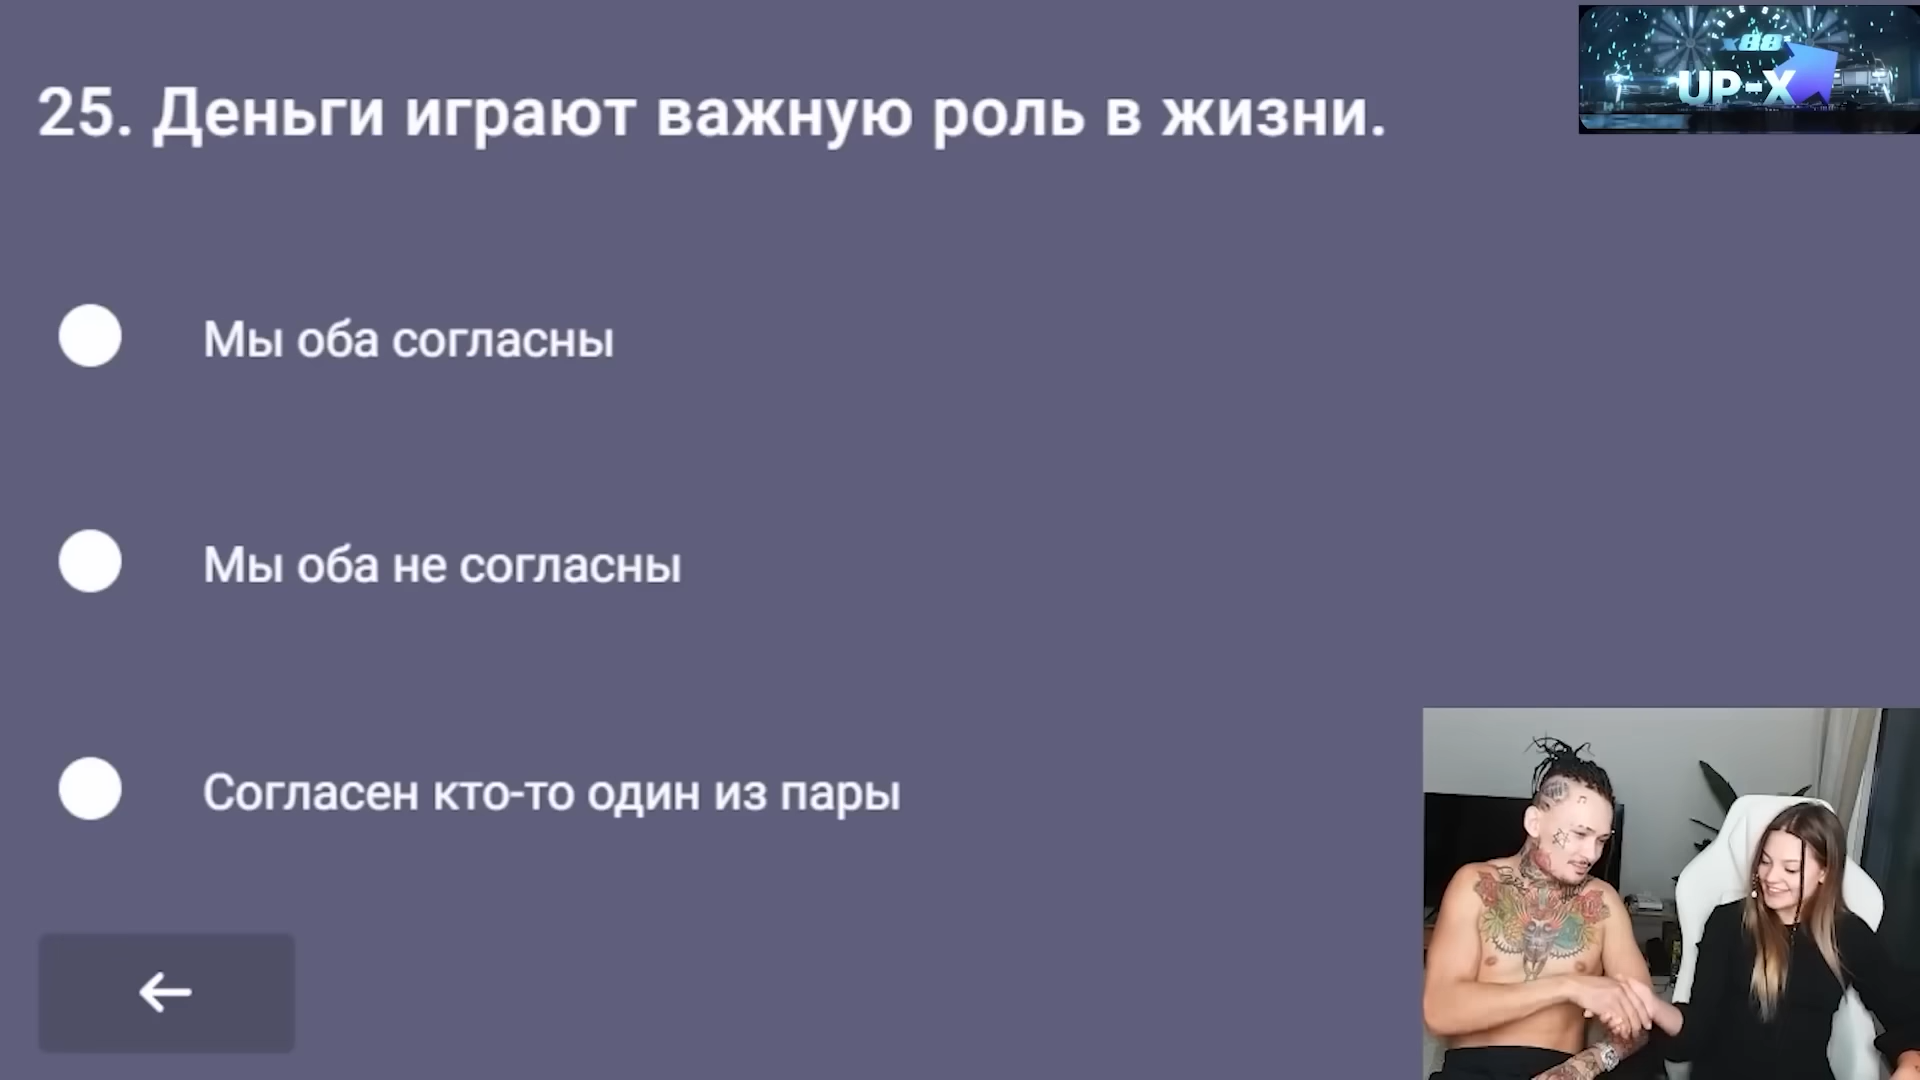 25. Деньги играют важную роль в жизни.
x88
UP-X
Мы оба согласны
Мы оба не согласны
Согласен кто-то один из пары